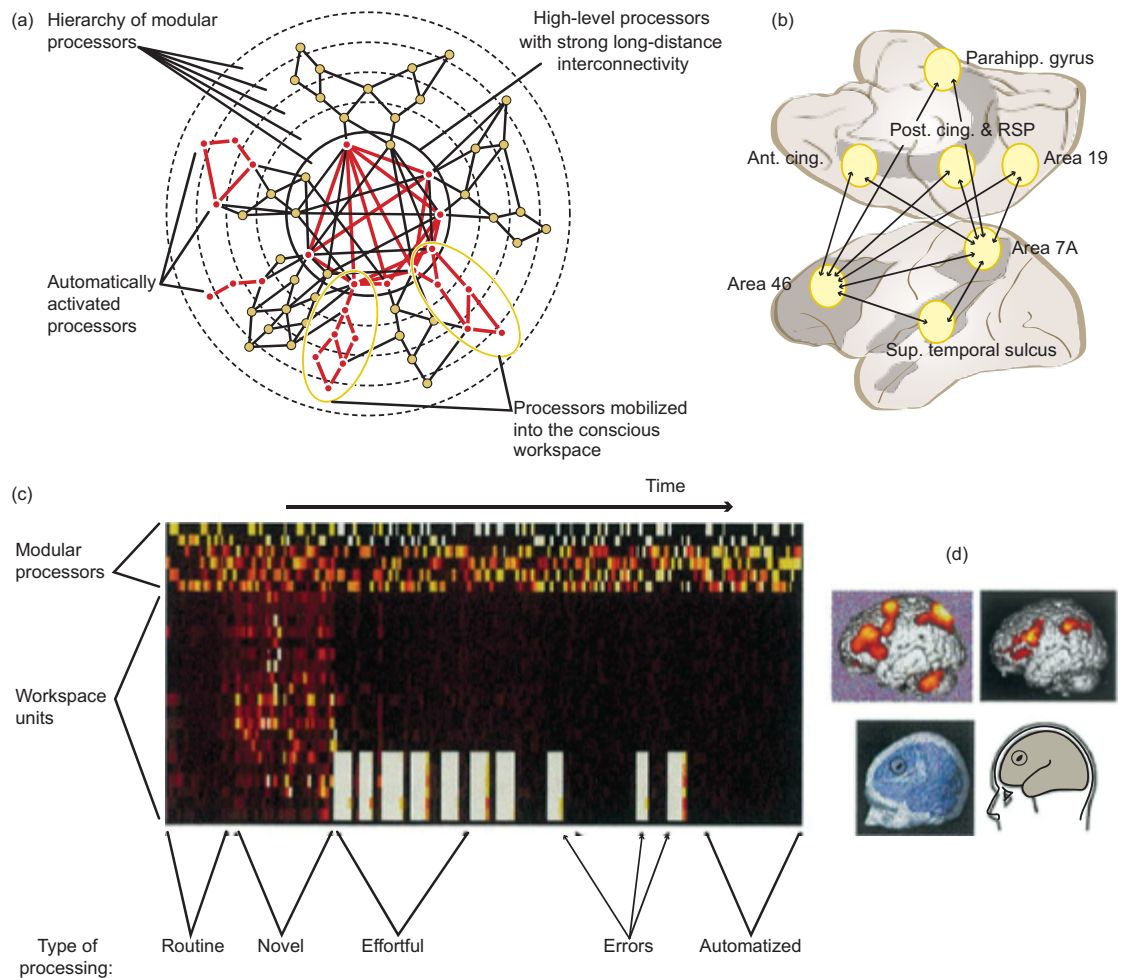 (a)
Hierarchy of modular
processors
High-level processors
with strong long-distance
interconnectivity
Automatically
activated
processors
Processors mobilized
into the conscious
workspace
(b)
Parahipp. gyrus
Post. cing. & RSP
Ant. cing.
Area 19
Area 7A
Area 46
Sup. temporal sulcus
(c)
Time
Modular
processors
Workspace
units
Type of
processing:
Routine
Novel
Effortful
Errors
Automatized
(d)